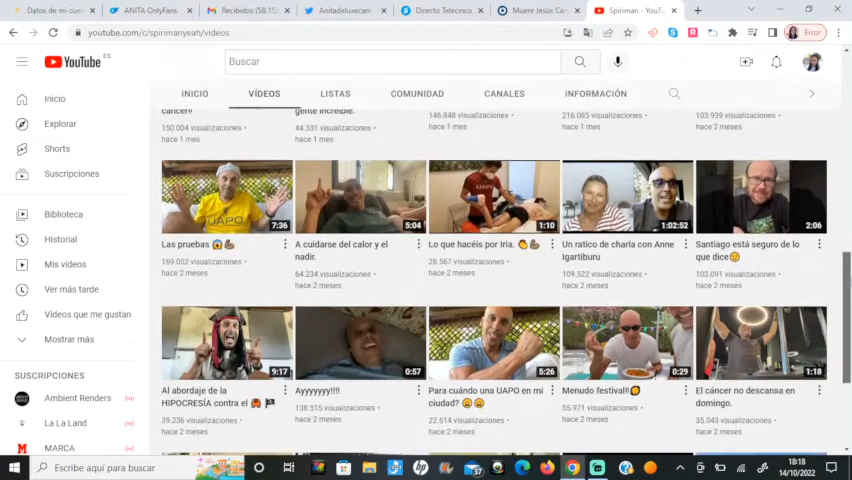 Datos de mi cuen
ANITA OnlyFans
Recibidos (58.15
Anitadeluxecam
Directo Telecinco
Muere Jesús Can
Spiriman - YouTu
youtube.com/c/spirimanyeah/videos
Error
YouTube ES
Buscar
INICIO VÍDEOS LISTAS COMUNIDAD CANALES INFORMACIÓN
Inicio
Explorar
Shorts
Suscripciones
Biblioteca
Historial
Mis vídeos
Ver más tarde
Vídeos que me gustan
Mostrar más
SUSCRIPCIONES
Ambient Renders
La La Land
MARCA
cáncer!!
150.004 visualizaciones •
hace 1 mes
gente increíble.
44.331 visualizaciones •
hace 1 mes
146.848 visualizaciones •
hace 1 mes
216.085 visualizaciones •
hace 1 mes
103.939 visualizaciones •
hace 2 meses
UAPO
7:36
Las pruebas 😱💪🏽
169.052 visualizaciones •
hace 2 meses
5:04
A cuidarse del calor y el
nadir.
64.234 visualizaciones •
hace 2 meses
UAPO
1:10
Lo que hacéis por Iria. 👏💪🏽
28.567 visualizaciones •
hace 2 meses
1:02:52
Un ratico de charla con Anne
Igartiburu
109.522 visualizaciones •
hace 2 meses
2:06
Santiago está seguro de lo
que dice🤨
103.091 visualizaciones •
hace 2 meses
9:17
Al abordaje de la
HIPOCRESÍA contra el 🦀 🏴‍☠️
39.236 visualizaciones •
hace 2 meses
0:57
Ayyyyyyy!!!!
138.515 visualizaciones •
hace 2 meses
5:26
Para cuándo una UAPO en mi
ciudad? 😩😩
22.614 visualizaciones •
hace 2 meses
0:29
Menudo festival!!🥘
55.971 visualizaciones •
hace 2 meses
1:18
El cáncer no descansa en
domingo.
35.043 visualizaciones •
hace 2 meses
Escribe aquí para buscar
37
18:18
14/10/2022